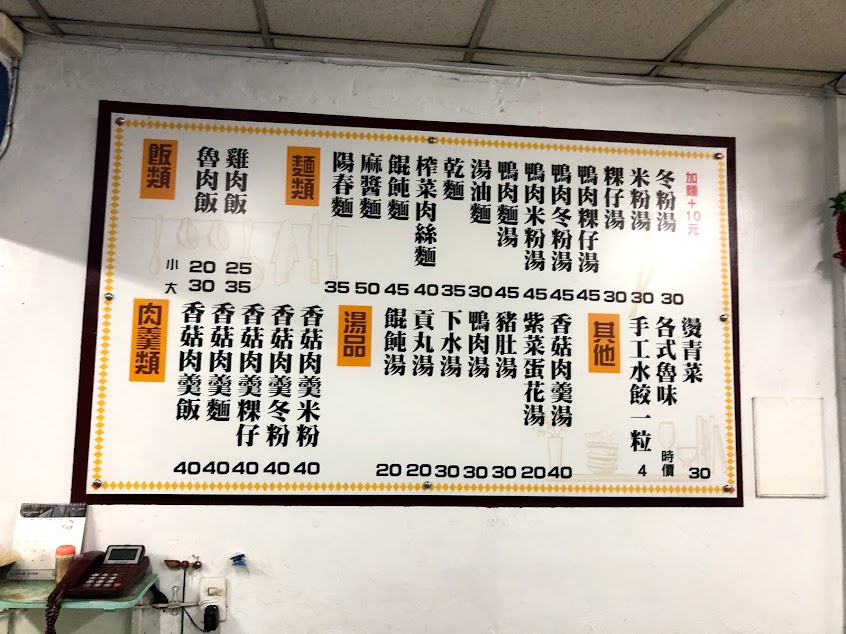 飯類
魯肉飯 小 20 大 30
雞肉飯 25 35
麵類
陽春麵 35
麻醬麵 50
餛飩麵 45
榨菜肉絲麵 40
乾麵 35
湯油麵 30
鴨肉麵湯 45
鴨肉米粉湯 45
鴨肉冬粉湯 45
鴨肉粿仔湯 45
粿仔湯 30
米粉湯 30
冬粉湯 30
加麵+10元
肉羹類
香菇肉羹飯 40
香菇肉羹麵 40
香菇肉羹粿仔 40
香菇肉羹冬粉 40
香菇肉羹米粉 40
湯品
餛飩湯 20
貢丸湯 20
下水湯 30
鴨肉湯 30
豬肚湯 30
紫菜蛋花湯 20
香菇肉羹湯 40
其他
手工水餃一粒 4
各式魯味 時價
燙青菜 30